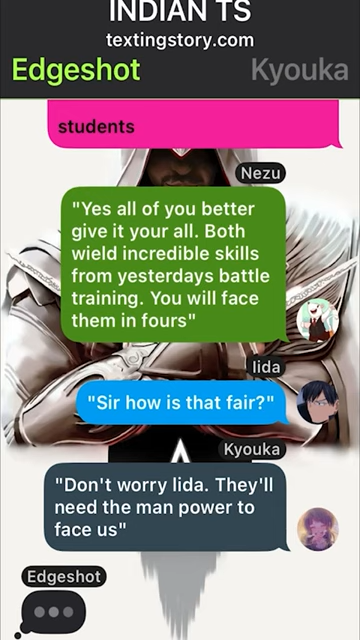 INDIAN TS
textingstory.com
Edgeshot Kyouka
students
Nezu
"Yes all of you better
give it your all. Both
wield incredible skills
from yesterdays battle
training. You will face
them in fours"
Iida
"Sir how is that fair?"
Kyouka
"Don't worry Iida. They'll
need the man power to
face us"
Edgeshot